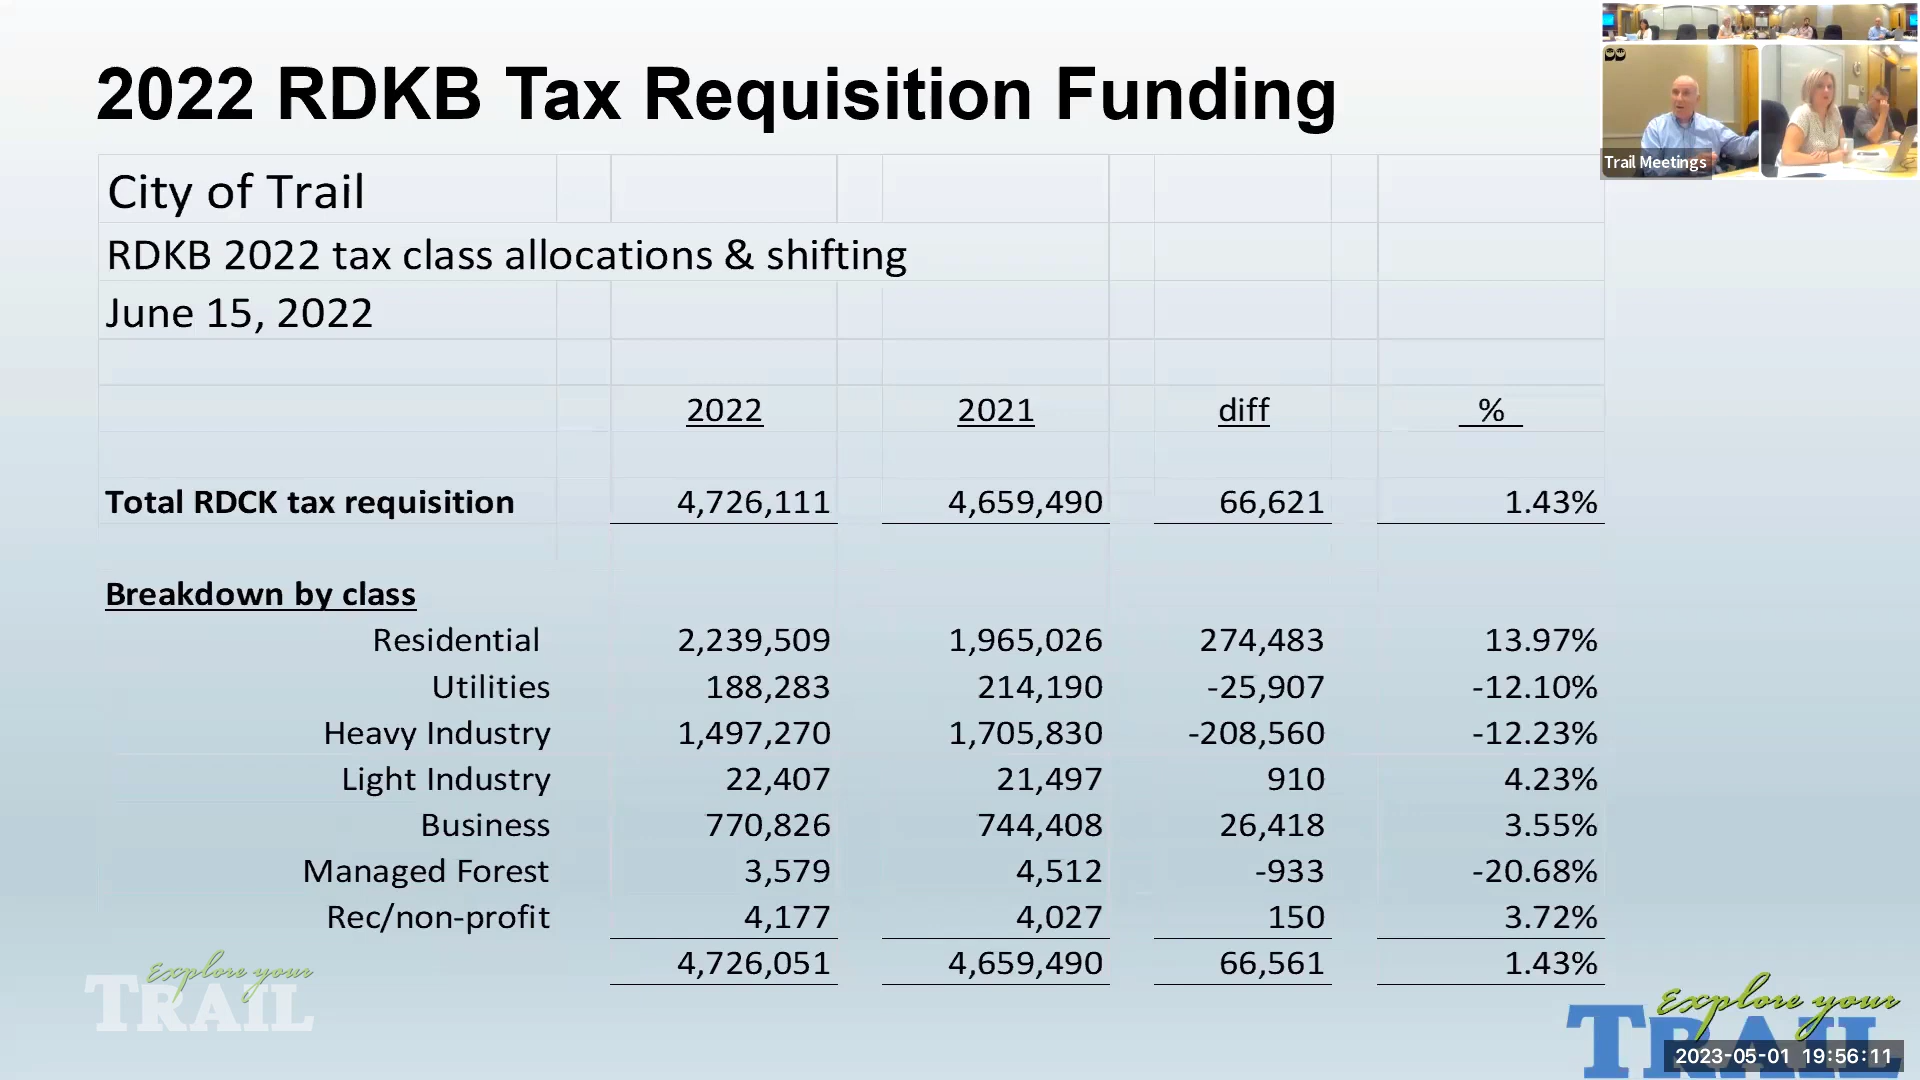 2022 RDKB Tax Requisition Funding
Trail Meetings
City of Trail
RDKB 2022 tax class allocations & shifting
June 15, 2022
2022 2021 diff %
Total RDCK tax requisition 4,726,111 4,659,490 66,621 1.43%
Breakdown by class
Residential 2,239,509 1,965,026 274,483 13.97%
Utilities 188,283 214,190 -25,907 -12.10%
Heavy Industry 1,497,270 1,705,830 -208,560 -12.23%
Light Industry 22,407 21,497 910 4.23%
Business 770,826 744,408 26,418 3.55%
Managed Forest 3,579 4,512 -933 -20.68%
Rec/non-profit 4,177 4,027 150 3.72%
4,726,051 4,659,490 66,561 1.43%
Explore your
TRAIL
Explore your
TRAIL
2023-05-01 19:56:11